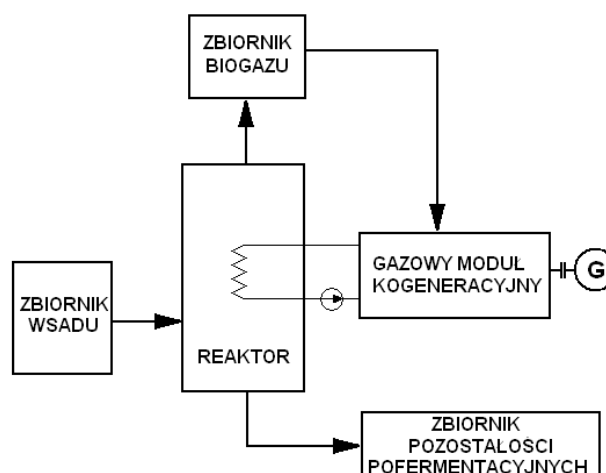 ZBIORNIK
BIOGAZU
GAZOWY MODUŁ
KOGENERACYJNY
G
ZBIORNIK
WSADU
REAKTOR
ZBIORNIK
POZOSTAŁOŚCI
POFERMENTACYJNYCH